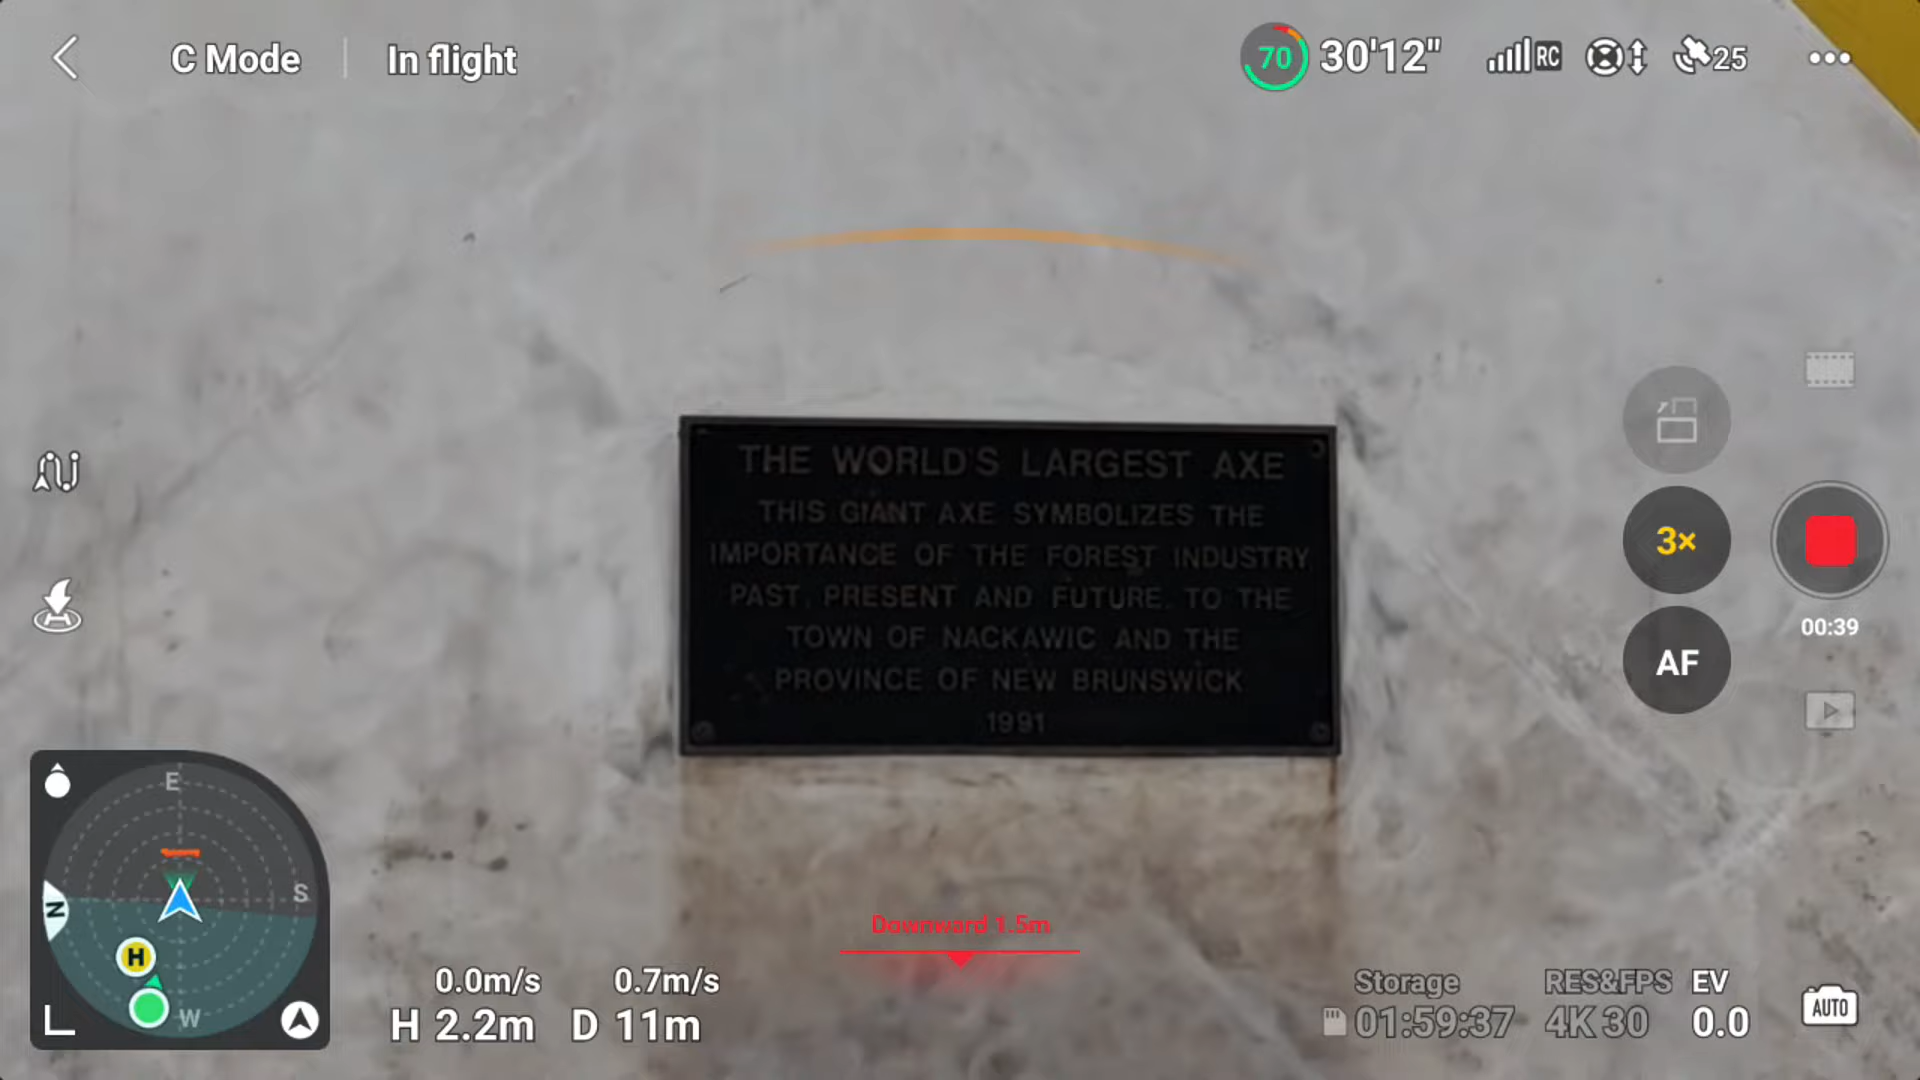 C Mode
In flight
70
30'12"
RC
25
THE WORLD'S LARGEST AXE
THIS GIANT AXE SYMBOLIZES THE
IMPORTANCE OF THE FOREST INDUSTRY
PAST, PRESENT AND FUTURE, TO THE
TOWN OF NACKAWIC AND THE
PROVINCE OF NEW BRUNSWICK
1991
3×
00:39
AF
E
S
N
H
W
Downward 1.5m
0.0m/s
0.7m/s
H 2.2m
D 11m
Storage
01:59:37
RES&FPS
4K 30
EV
0.0
AUTO